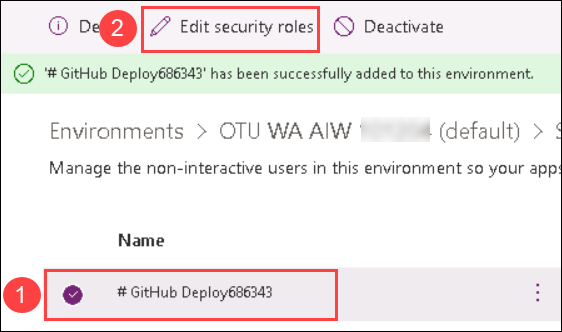 De
2
Edit security roles
Deactivate
'# GitHub Deploy686343' has been successfully added to this environment.
Environments > OTU WA AIW (default) > S
Manage the non-interactive users in this environment so your apps
Name
1
# GitHub Deploy686343